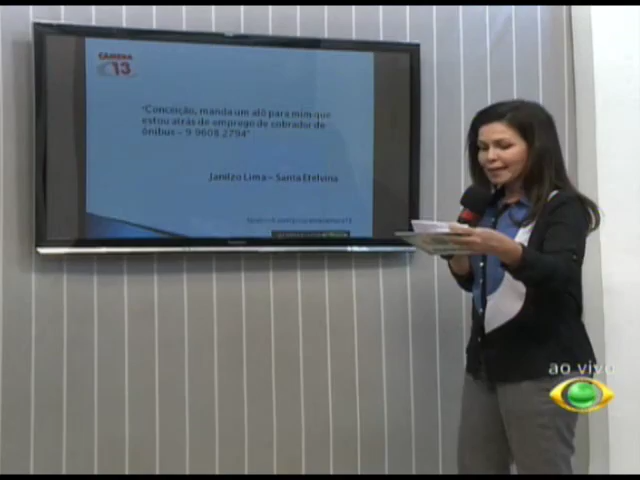 CÂMERA
13
"Conceição, manda um alô para mim que
estou atrás de emprego de cobrador de
ônibus – 9 9608 2794"
Janilzo Lima – Santa Etelvina
ao vivo